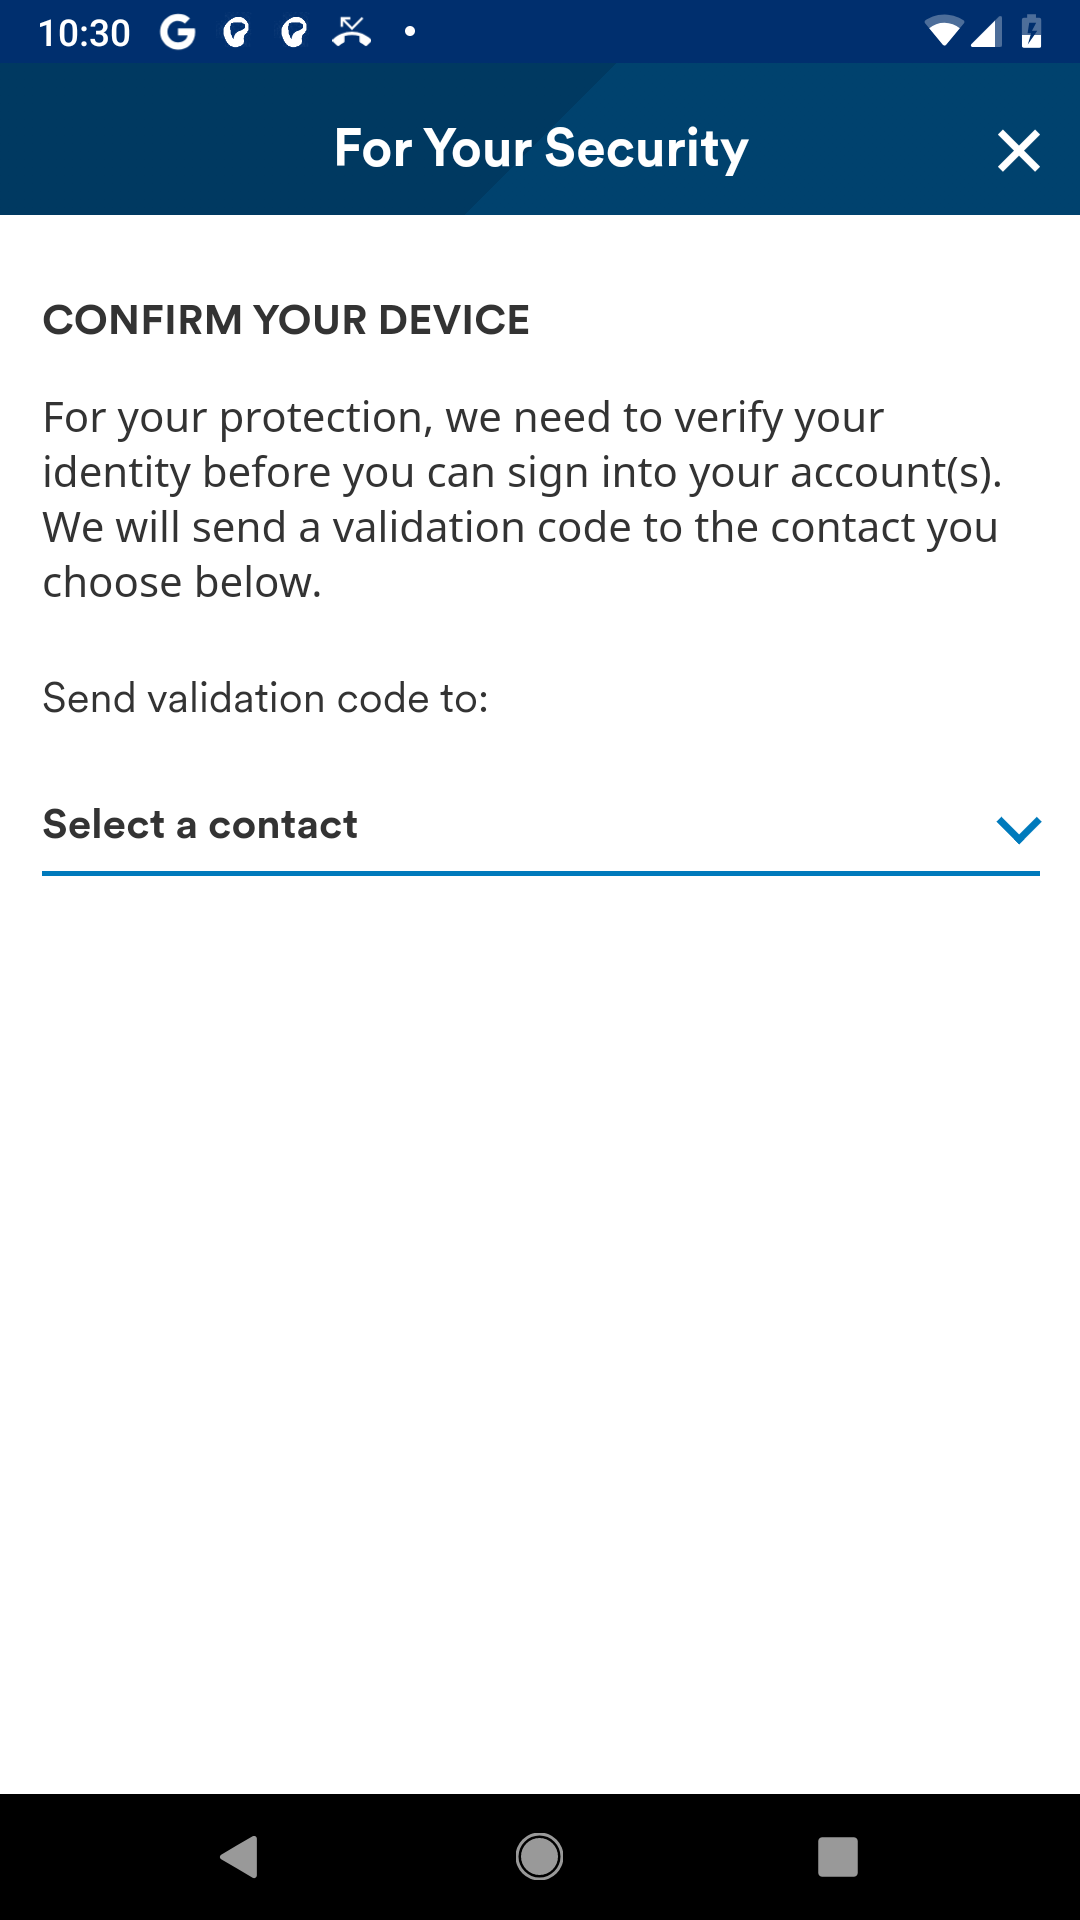 10:30
For Your Security
CONFIRM YOUR DEVICE
For your protection, we need to verify your
identity before you can sign into your account(s).
We will send a validation code to the contact you
choose below.
Send validation code to:
Select a contact